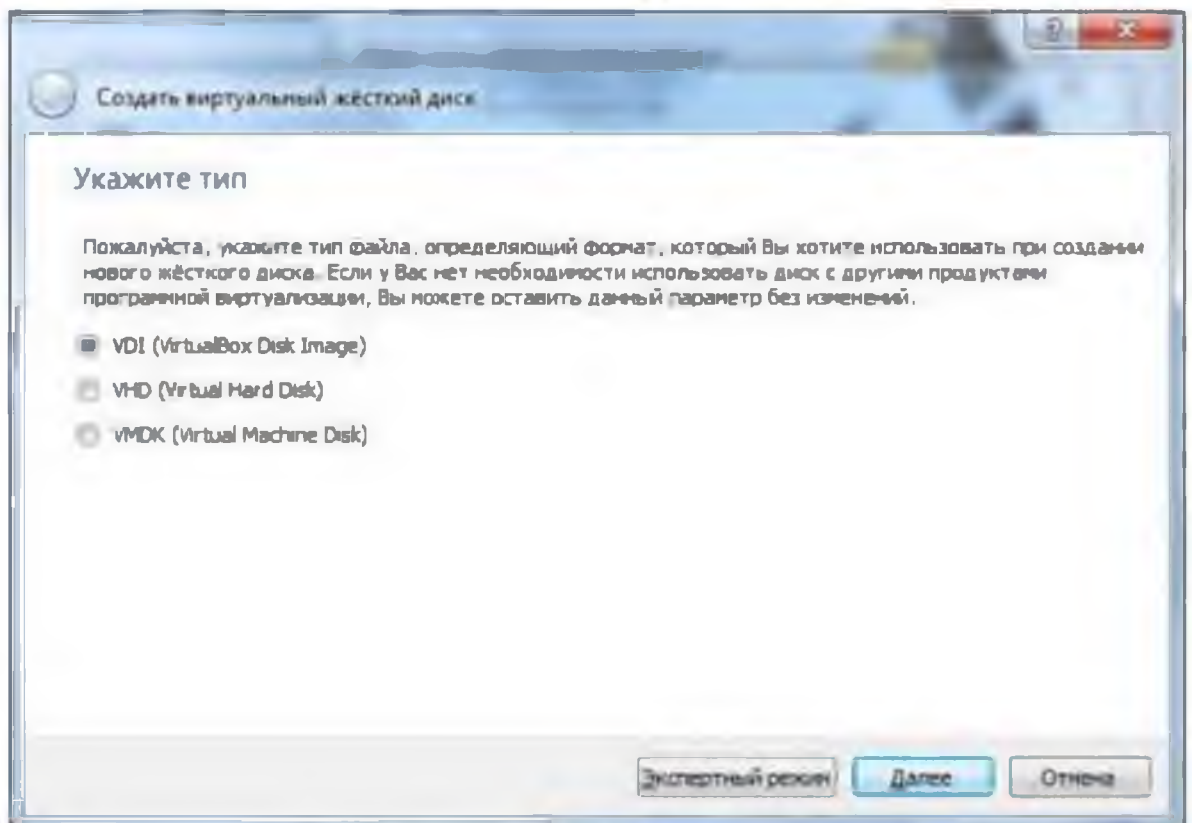 Создать виртуальный жёсткий диск
Укажите тип
Пожалуйста, укажите тип файла, определяющий формат, который Вы хотите использовать при создании
нового жёсткого диска. Если у Вас нет необходимости использовать диск с другими продуктами
программной виртуализации, Вы можете оставить данный параметр без изменений.
VDI (VirtualBox Disk Image)
VHD (Virtual Hard Disk)
VMDK (Virtual Machine Disk)
Экспертный режим Далее Отмена